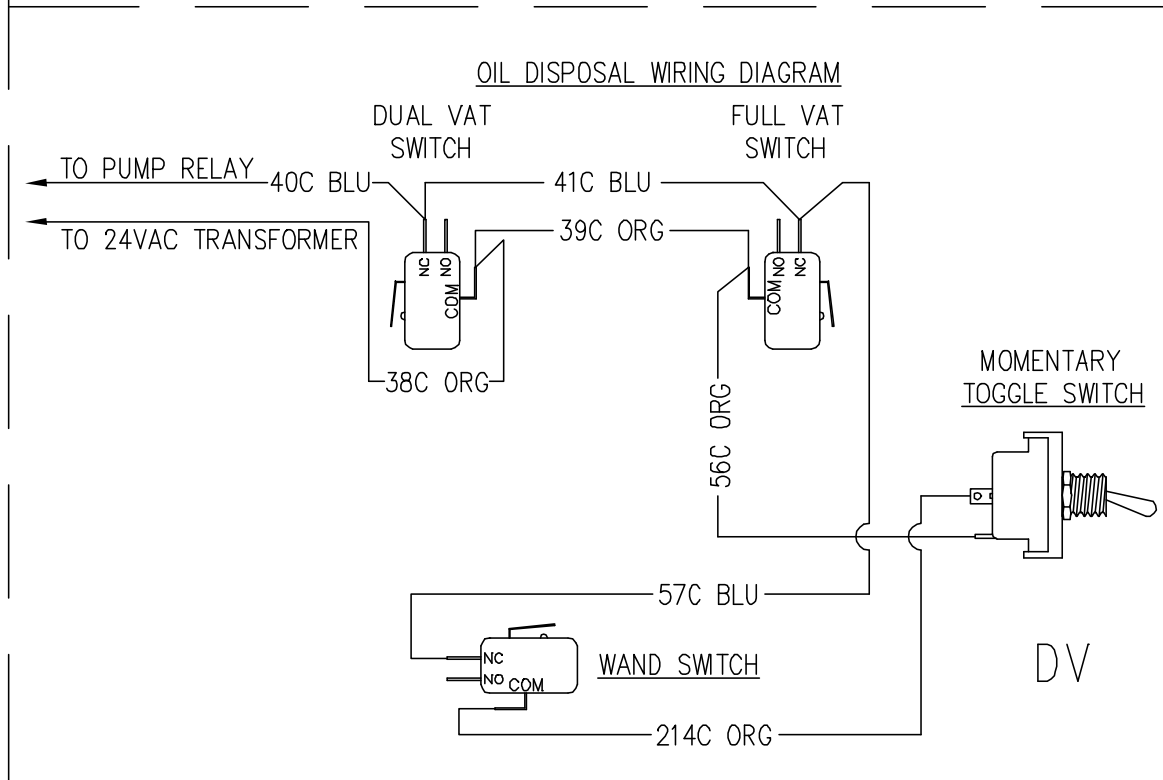 OIL DISPOSAL WIRING DIAGRAM
DUAL VAT
SWITCH
FULL VAT
SWITCH
TO PUMP RELAY
40C BLU
41C BLU
TO 24VAC TRANSFORMER
39C ORG
NC
NO
COM
NO
NC
COM
38C ORG
56C ORG
MOMENTARY
TOGGLE SWITCH
57C BLU
NC
NO
COM
WAND SWITCH
DV
214C ORG